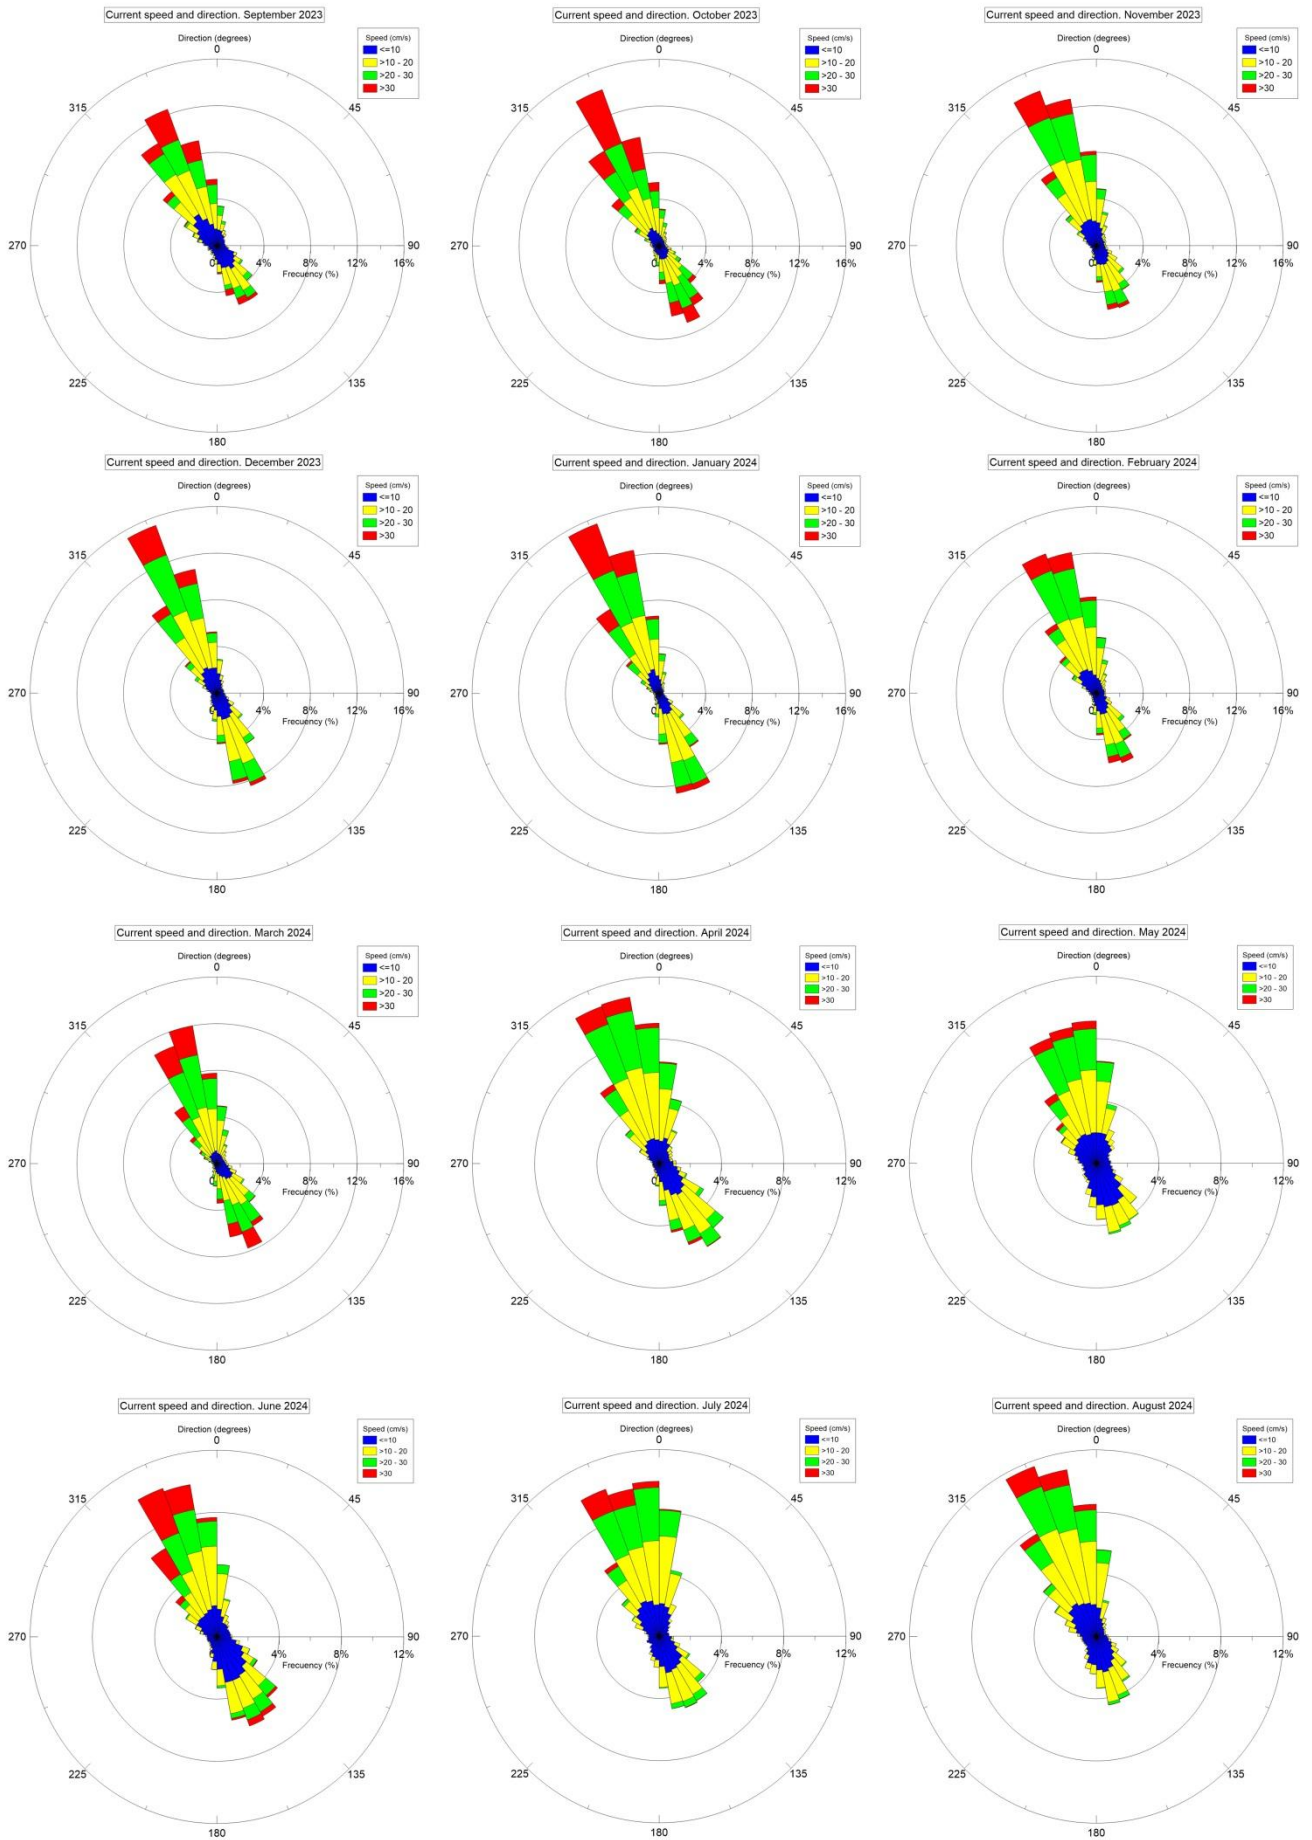 Current speed and direction. September 2023
Direction (degrees)
0
45
90
135
180
225
270
315
0
4%
8%
12%
16%
Frecuency (%)
Speed (cm/s)
<=10
>10 - 20
>20 - 30
>30
Current speed and direction. October 2023
Direction (degrees)
0
45
90
135
180
225
270
315
0
4%
8%
12%
16%
Frecuency (%)
Speed (cm/s)
<=10
>10 - 20
>20 - 30
>30
Current speed and direction. November 2023
Direction (degrees)
0
45
90
135
180
225
270
315
0
4%
8%
12%
16%
Frecuency (%)
Speed (cm/s)
<=10
>10 - 20
>20 - 30
>30
Current speed and direction. December 2023
Direction (degrees)
0
45
90
135
180
225
270
315
0
4%
8%
12%
16%
Frecuency (%)
Speed (cm/s)
<=10
>10 - 20
>20 - 30
>30
Current speed and direction. January 2024
Direction (degrees)
0
45
90
135
180
225
270
315
0
4%
8%
12%
16%
Frecuency (%)
Speed (cm/s)
<=10
>10 - 20
>20 - 30
>30
Current speed and direction. February 2024
Direction (degrees)
0
45
90
135
180
225
270
315
0
4%
8%
12%
16%
Frecuency (%)
Speed (cm/s)
<=10
>10 - 20
>20 - 30
>30
Current speed and direction. March 2024
Direction (degrees)
0
45
90
135
180
225
270
315
0
4%
8%
12%
16%
Frecuency (%)
Speed (cm/s)
<=10
>10 - 20
>20 - 30
>30
Current speed and direction. April 2024
Direction (degrees)
0
45
90
135
180
225
270
315
0
4%
8%
12%
Frecuency (%)
Speed (cm/s)
<=10
>10 - 20
>20 - 30
>30
Current speed and direction. May 2024
Direction (degrees)
0
45
90
135
180
225
270
315
4%
8%
12%
Frecuency (%)
Speed (cm/s)
<=10
>10 - 20
>20 - 30
>30
Current speed and direction. June 2024
Direction (degrees)
0
45
90
135
180
225
270
315
4%
8%
12%
Frecuency (%)
Speed (cm/s)
<=10
>10 - 20
>20 - 30
>30
Current speed and direction. July 2024
Direction (degrees)
0
45
90
135
180
225
270
315
4%
8%
12%
Frecuency (%)
Speed (cm/s)
<=10
>10 - 20
>20 - 30
>30
Current speed and direction. August 2024
Direction (degrees)
0
45
90
135
180
225
270
315
4%
8%
12%
Frecuency (%)
Speed (cm/s)
<=10
>10 - 20
>20 - 30
>30